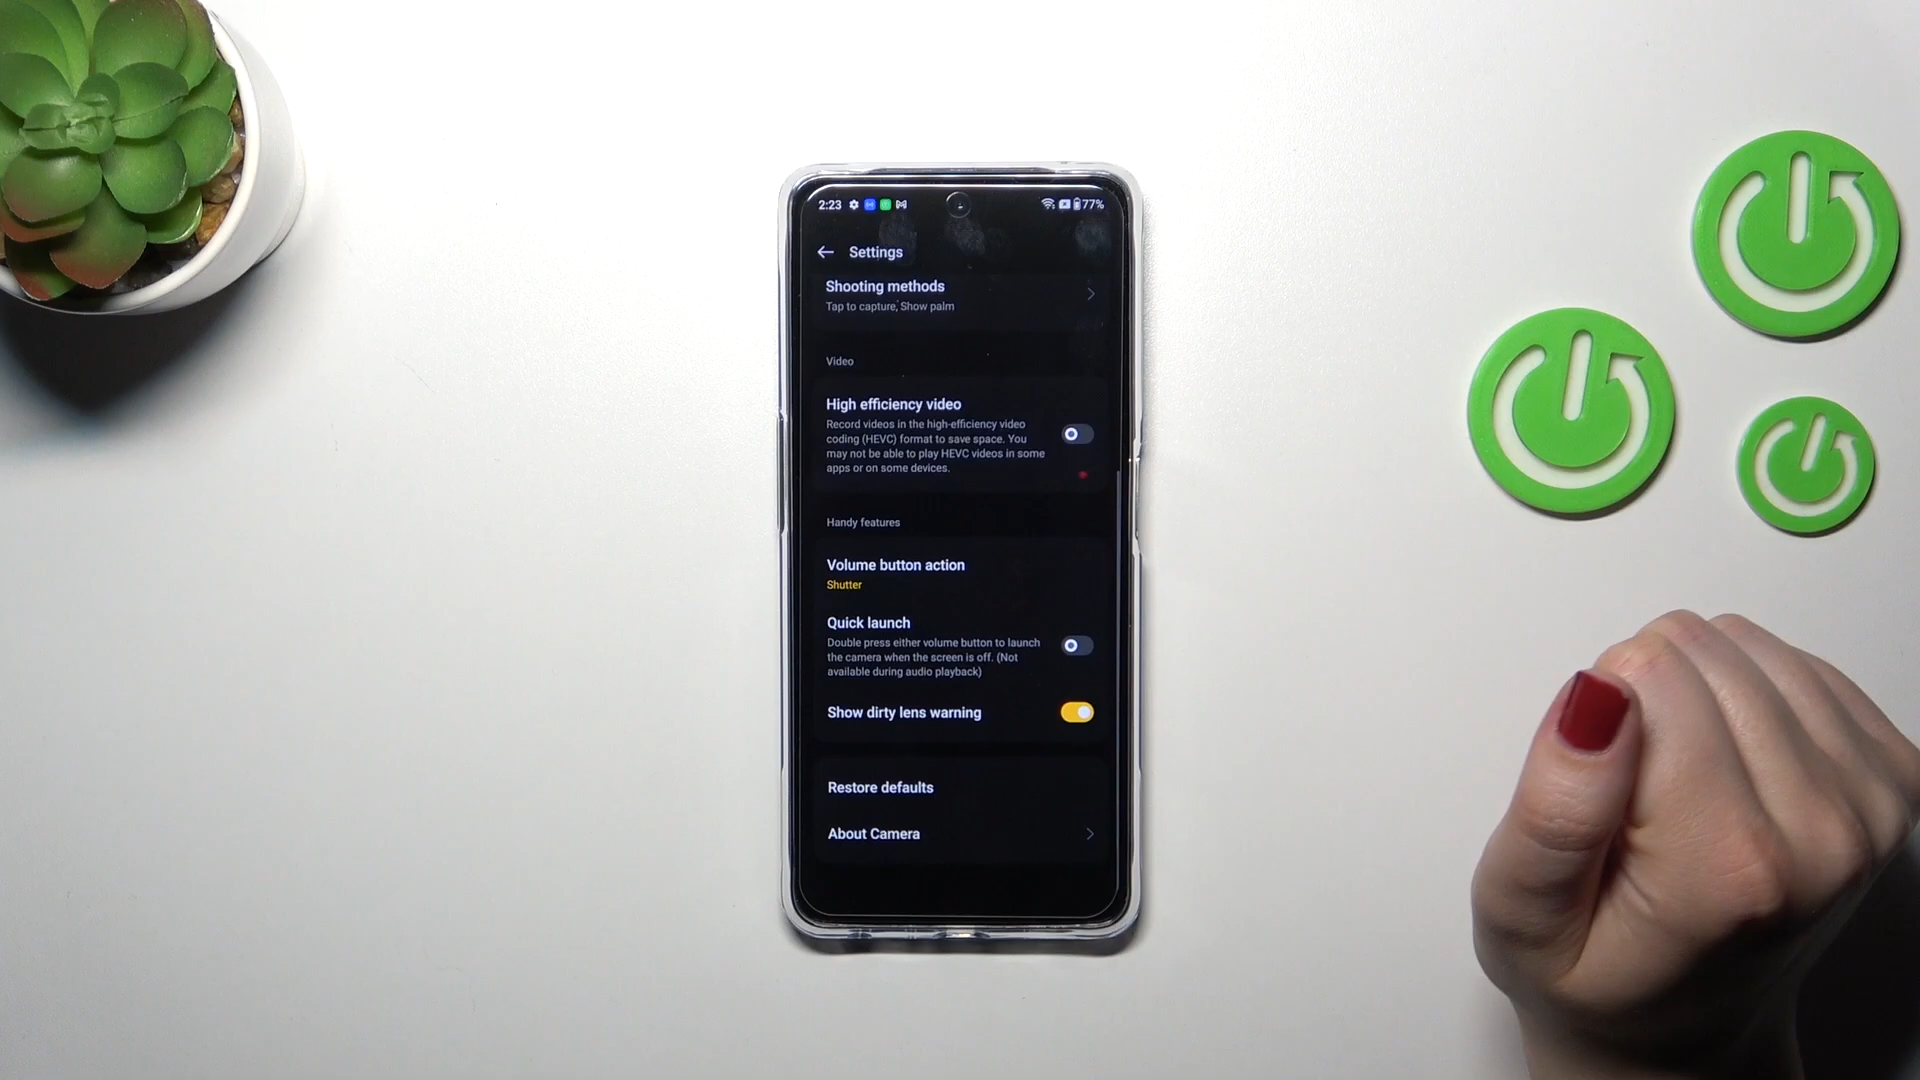 2:23
77%
Settings
Shooting methods
Tap to capture, Show palm
Video
High efficiency video
Record videos in the high-efficiency video
coding (HEVC) format to save space. You
may not be able to play HEVC videos in some
apps or on some devices.
Handy features
Volume button action
Shutter
Quick launch
Double press either volume button to launch
the camera when the screen is off. (Not
available during audio playback)
Show dirty lens warning
Restore defaults
About Camera